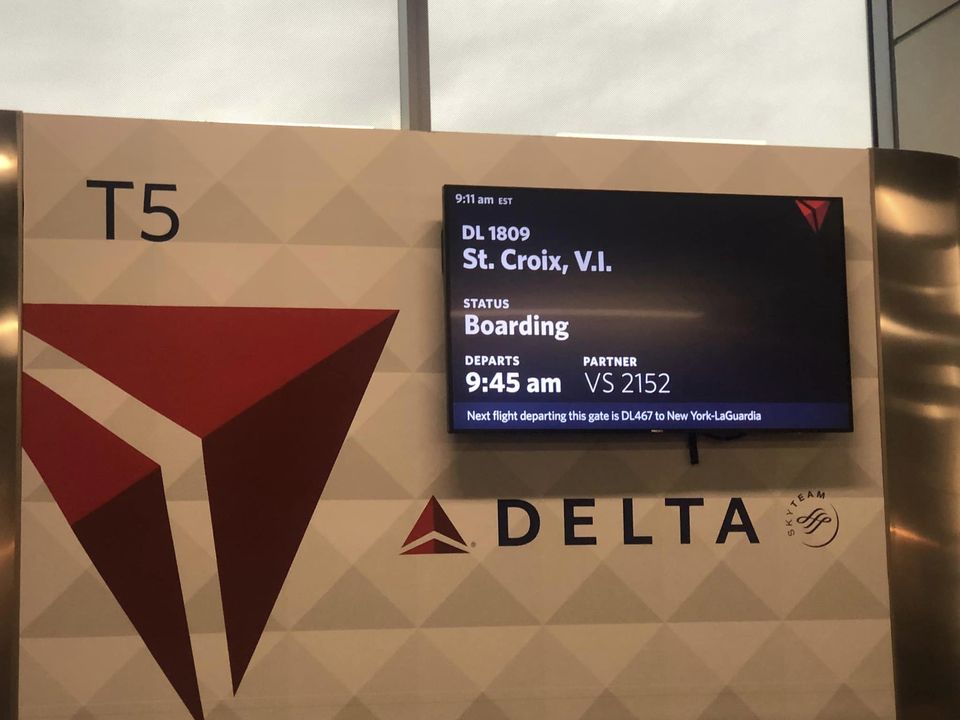 T5
9:11 am EST
DL 1809
St. Croix, V.I.
STATUS
Boarding
DEPARTS PARTNER
9:45 am VS 2152
Next flight departing this gate is DL467 to New York-LaGuardia
DELTA
SKYTEAM